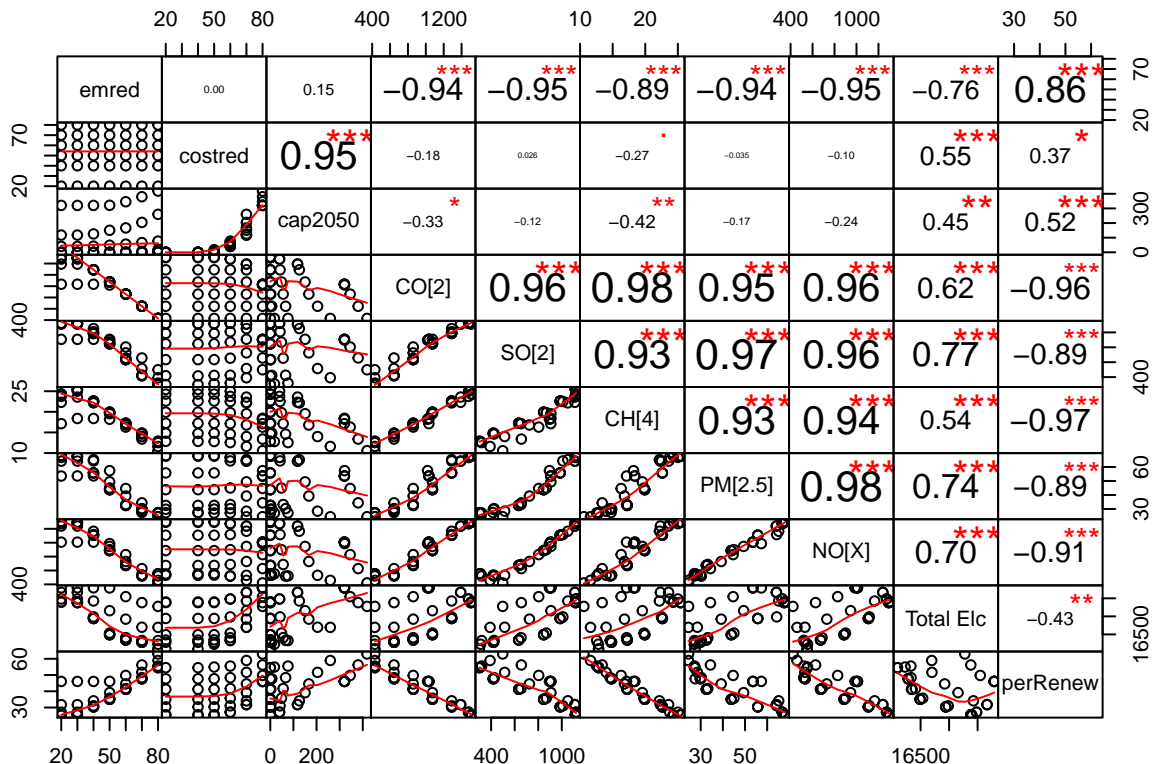 20 50 80 400 1200 10 20 400 1000 30 50
emred 0.00 0.15 −0.94 *** −0.95 *** −0.89 *** −0.94 *** −0.95 *** −0.76 *** 0.86 *** 20 70
20 70 costred 0.95 *** −0.18 0.026 −0.27 . −0.035 −0.10 0.55 *** 0.37 *
cap2050 −0.33 * −0.12 −0.42 ** −0.17 −0.24 0.45 ** 0.52 *** 0 300
400 CO[2] 0.96 *** 0.98 *** 0.95 *** 0.96 *** 0.62 *** −0.96 ***
SO[2] 0.93 *** 0.97 *** 0.96 *** 0.77 *** −0.89 *** 400
10 25 CH[4] 0.93 *** 0.94 *** 0.54 *** −0.97 ***
PM[2.5] 0.98 *** 0.74 *** −0.89 *** 30 60
400 NO[X] 0.70 *** −0.91 ***
Total Elc −0.43 ** 16500
30 60 perRenew
20 50 80 0 200 400 1000 30 50 16500